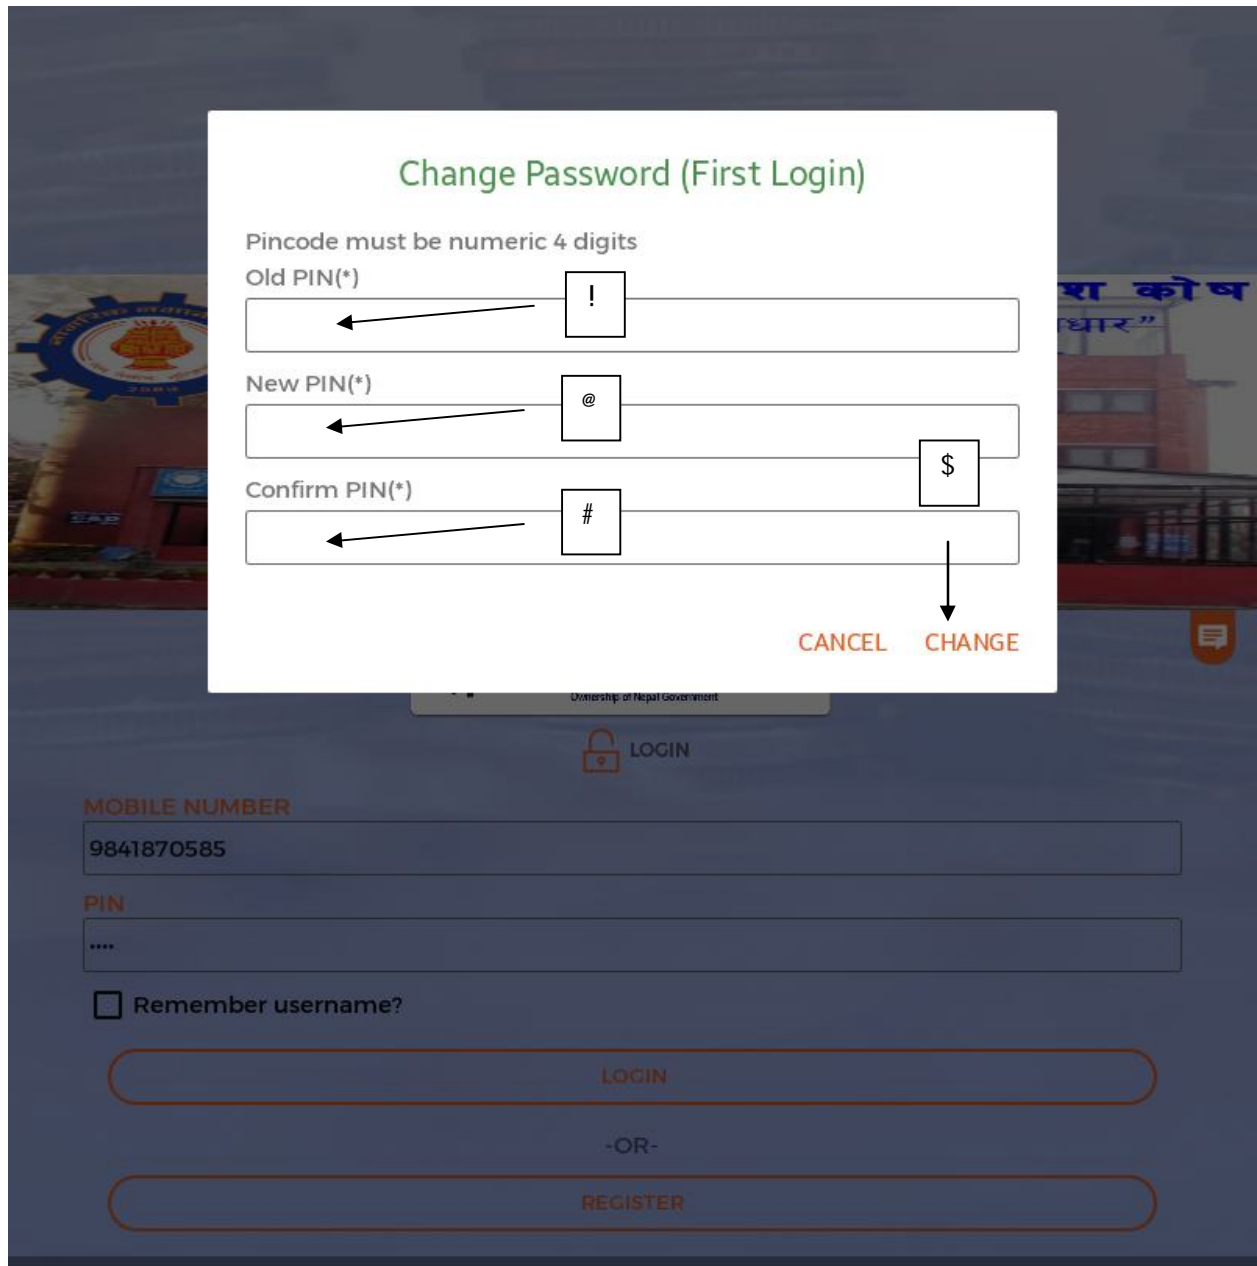 Change Password (First Login)
Pincode must be numeric 4 digits
Old PIN(*)
!
श कोष
धार”
New PIN(*)
@
$
Confirm PIN(*)
#
CANCEL CHANGE
Ownership of Nepal Government
LOGIN
MOBILE NUMBER
9841870585
PIN
••••
Remember username?
LOGIN
-OR-
REGISTER